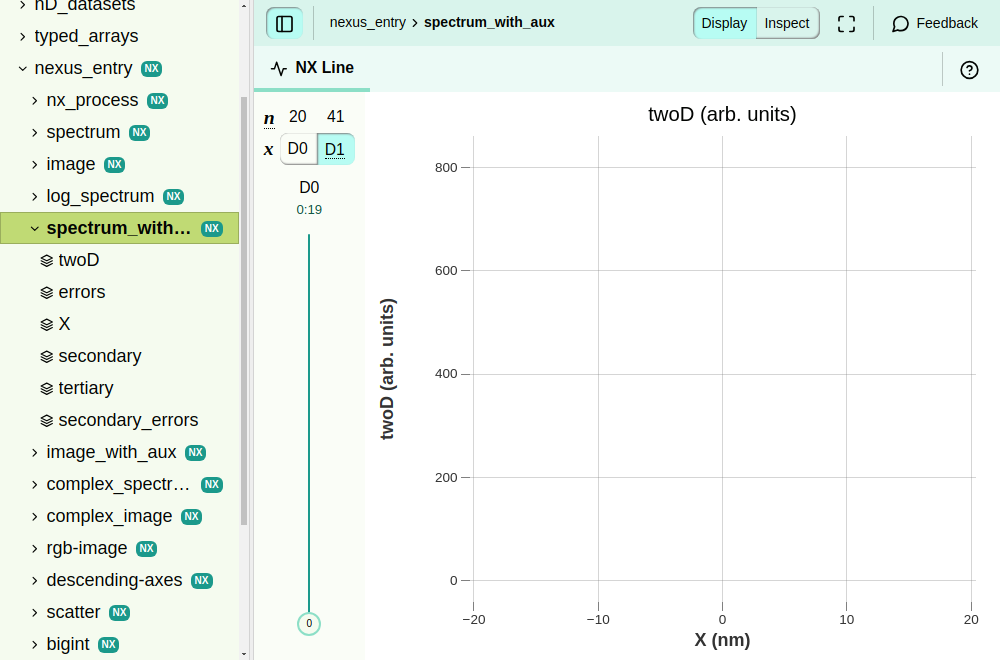 nD_datasets
typed_arrays
nexus_entry NX
nx_process NX
spectrum NX
image NX
log_spectrum NX
spectrum_with... NX
twoD
errors
X
secondary
tertiary
secondary_errors
image_with_aux NX
complex_spectr... NX
complex_image NX
rgb-image NX
descending-axes NX
scatter NX
bigint NX
nexus_entry › spectrum_with_aux
Display Inspect
Feedback
NX Line
n 20 41
x D0 D1
D0
0:19
0
twoD (arb. units)
twoD (arb. units)
800
600
400
200
0
−20 −10 0 10 20
X (nm)